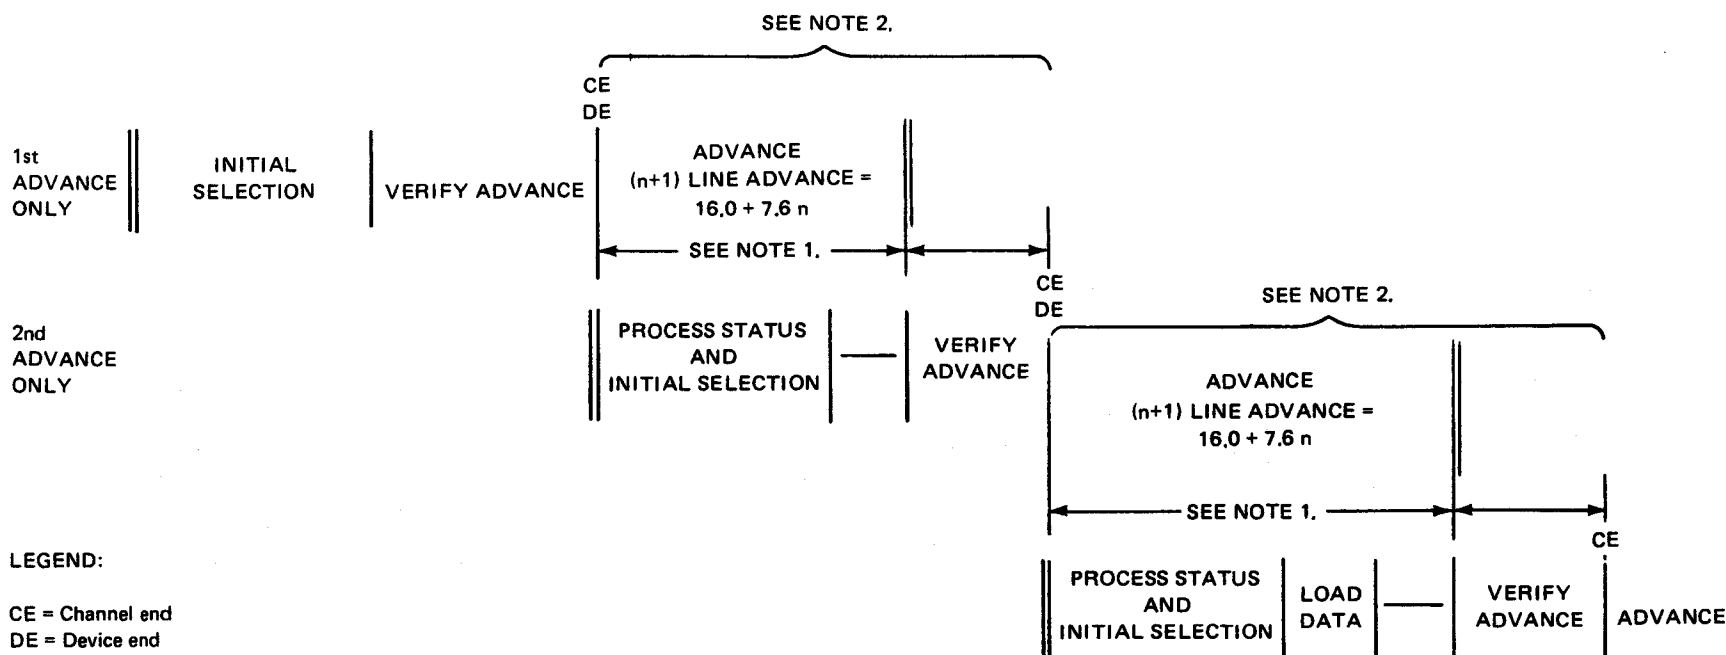 SEE NOTE 2.
CE
DE
1st
ADVANCE
ONLY
INITIAL
SELECTION
VERIFY ADVANCE
ADVANCE
(n+1) LINE ADVANCE =
16.0 + 7.6 n
SEE NOTE 1.
CE
DE
2nd
ADVANCE
ONLY
PROCESS STATUS
AND
INITIAL SELECTION
VERIFY
ADVANCE
SEE NOTE 2.
ADVANCE
(n+1) LINE ADVANCE =
16.0 + 7.6 n
SEE NOTE 1.
CE
PROCESS STATUS
AND
INITIAL SELECTION
LOAD
DATA
VERIFY
ADVANCE
ADVANCE
LEGEND:
CE = Channel end
DE = Device end